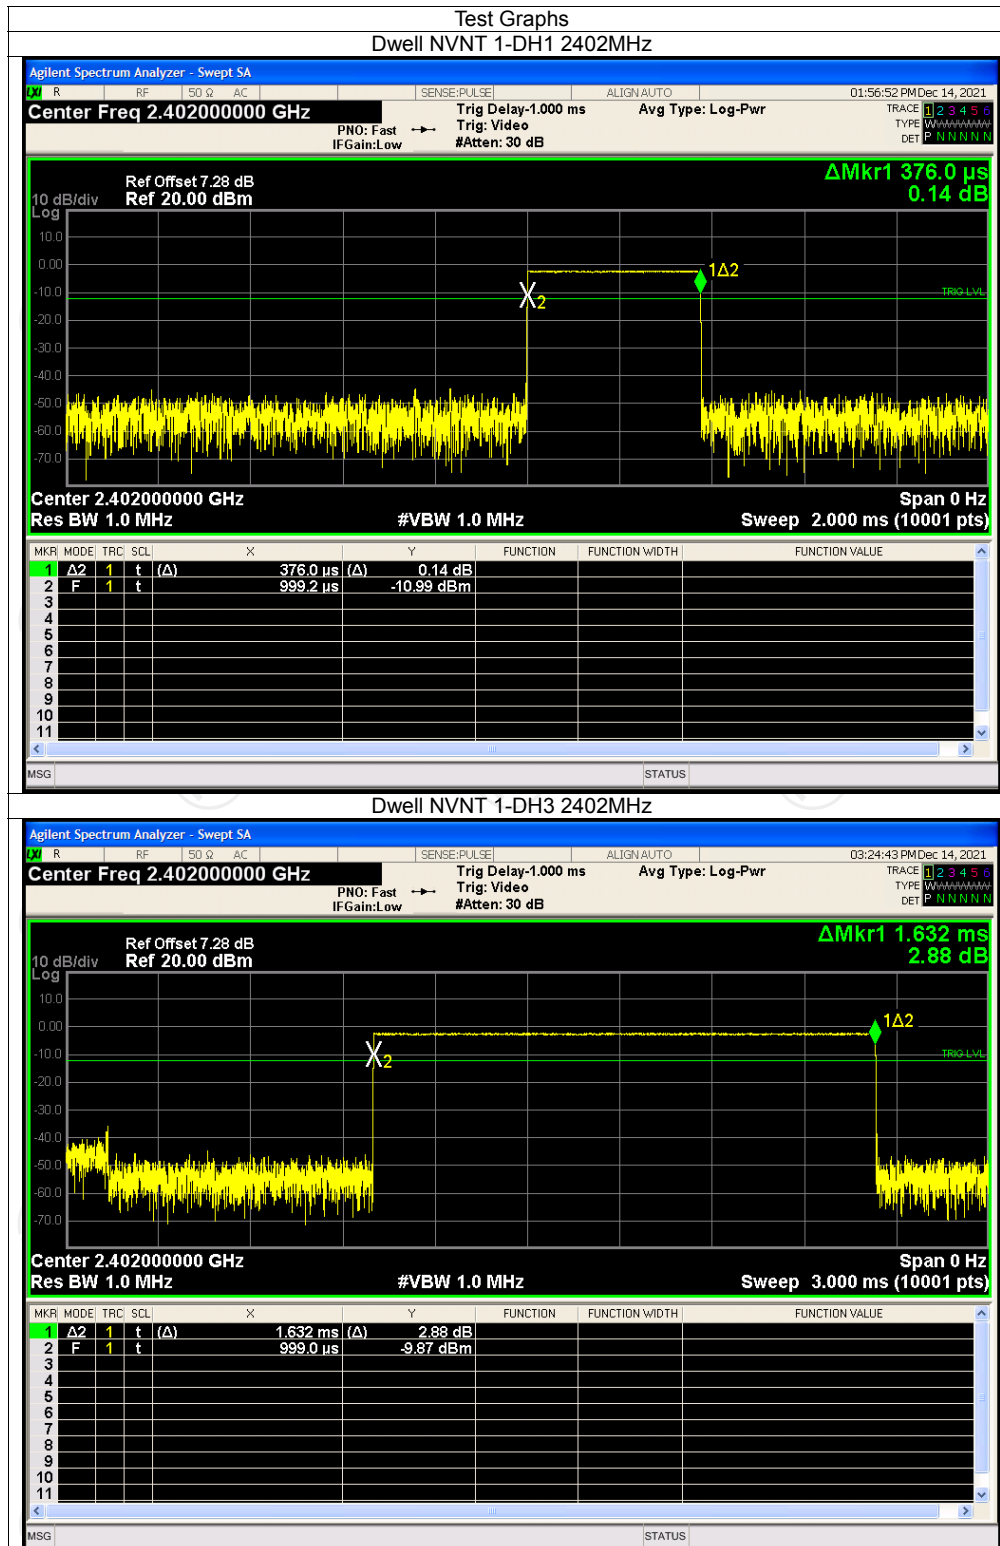 Test Graphs
Dwell NVNT 1-DH1 2402MHz
Agilent Spectrum Analyzer - Swept SA
LXI R RF 50 Ω AC SENSE:PULSE ALIGN AUTO 01:56:52 PM Dec 14, 2021
Center Freq 2.402000000 GHz Trig Delay-1.000 ms Avg Type: Log-Pwr TRACE 1 2 3 4 5 6
PNO: Fast Trig: Video TYPE WWWWWW
IFGain:Low #Atten: 30 dB DET P N N N N N
ΔMkr1 376.0 µs
0.14 dB
Ref Offset 7.28 dB
10 dB/div Ref 20.00 dBm
Log
10.0
0.00
1Δ2
-10.0
TRIG LVL
2
-20.0
-30.0
-40.0
-50.0
-60.0
-70.0
Center 2.402000000 GHz Span 0 Hz
Res BW 1.0 MHz #VBW 1.0 MHz Sweep 2.000 ms (10001 pts)
MKR MODE TRC SCL X Y FUNCTION FUNCTION WIDTH FUNCTION VALUE
1 Δ2 1 t (Δ) 376.0 µs (Δ) 0.14 dB
2 F 1 t 999.2 µs -10.99 dBm
3
4
5
6
7
8
9
10
11
MSG STATUS
Dwell NVNT 1-DH3 2402MHz
Agilent Spectrum Analyzer - Swept SA
LXI R RF 50 Ω AC SENSE:PULSE ALIGN AUTO 03:24:43 PM Dec 14, 2021
Center Freq 2.402000000 GHz Trig Delay-1.000 ms Avg Type: Log-Pwr TRACE 1 2 3 4 5 6
PNO: Fast Trig: Video TYPE WWWWWW
IFGain:Low #Atten: 30 dB DET P N N N N N
ΔMkr1 1.632 ms
2.88 dB
Ref Offset 7.28 dB
10 dB/div Ref 20.00 dBm
Log
10.0
1Δ2
0.00
-10.0
TRIG LVL
2
-20.0
-30.0
-40.0
-50.0
-60.0
-70.0
Center 2.402000000 GHz Span 0 Hz
Res BW 1.0 MHz #VBW 1.0 MHz Sweep 3.000 ms (10001 pts)
MKR MODE TRC SCL X Y FUNCTION FUNCTION WIDTH FUNCTION VALUE
1 Δ2 1 t (Δ) 1.632 ms (Δ) 2.88 dB
2 F 1 t 999.0 µs -9.87 dBm
3
4
5
6
7
8
9
10
11
MSG STATUS